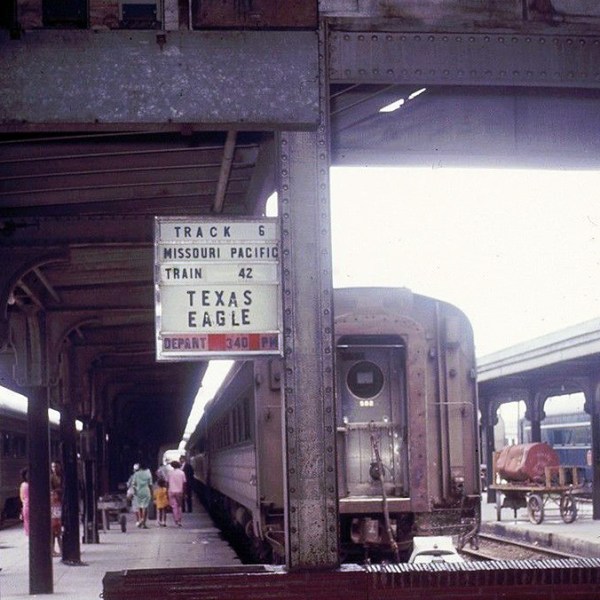 TRACK 6
MISSOURI PACIFIC
TRAIN 42
TEXAS
EAGLE
DEPART 340 PM